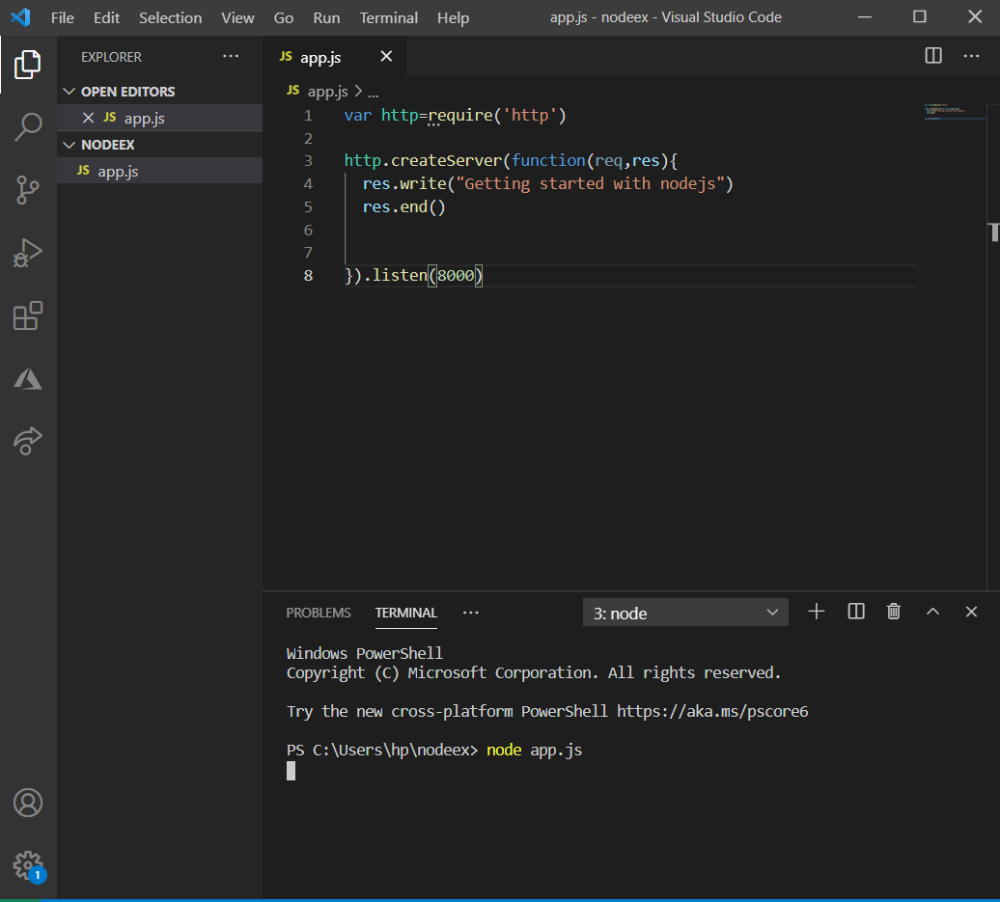 File Edit Selection View Go Run Terminal Help app.js - nodeex - Visual Studio Code
EXPLORER
OPEN EDITORS
JS app.js
NODEEX
JS app.js
JS app.js
JS app.js > ...
1 var http=require('http')
2
3 http.createServer(function(req,res){
4 res.write("Getting started with nodejs")
5 res.end()
6
7
8 }).listen(8000)
PROBLEMS TERMINAL ... 3: node
Windows PowerShell
Copyright (C) Microsoft Corporation. All rights reserved.
Try the new cross-platform PowerShell https://aka.ms/pscore6
PS C:\Users\hp\nodeex> node app.js
1